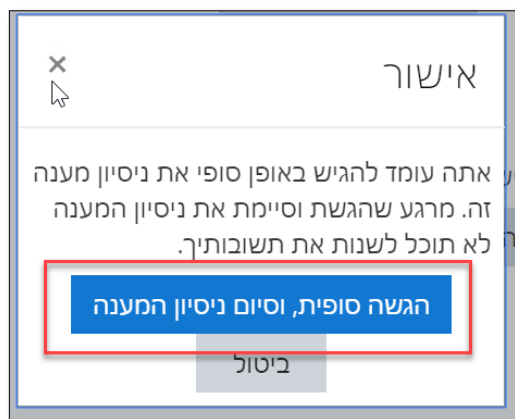 אישור
×
אתה עומד להגיש באופן סופי את ניסיון מענה
זה. מרגע שהגשת וסיימת את ניסיון המענה
לא תוכל לשנות את תשובותיך.
הגשה סופית, וסיום ניסיון המענה
ביטול